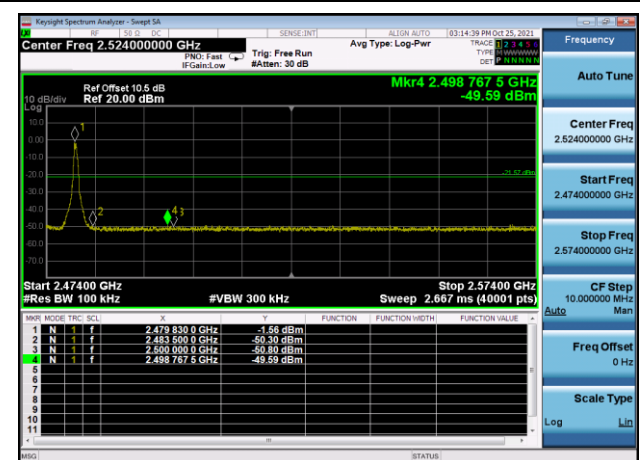 Keysight Spectrum Analyzer - Swept SA
RF 50 Ω DC SENSE:INT ALIGN AUTO 03:14:39 PM Oct 25, 2021
Center Freq 2.524000000 GHz
PNO: Fast
IFGain:Low
Trig: Free Run
#Atten: 30 dB
Avg Type: Log-Pwr
TRACE 1 2 3 4 5 6
TYPE M WWWWW
DET P N N N N N
Ref Offset 10.5 dB
Ref 20.00 dBm
10 dB/div
Log
Mkr4 2.498 767 5 GHz
-49.59 dBm
10.0
0.00
-10.0
-20.0
-30.0
-40.0
-50.0
-60.0
-70.0
1
2
4 3
-21.57 dBm
Start 2.47400 GHz
Stop 2.57400 GHz
#Res BW 100 kHz
#VBW 300 kHz
Sweep 2.667 ms (40001 pts)
MKR MODE TRC SCL X Y FUNCTION FUNCTION WIDTH FUNCTION VALUE
1 N 1 f 2.479 830 0 GHz -1.56 dBm
2 N 1 f 2.483 500 0 GHz -50.30 dBm
3 N 1 f 2.500 000 0 GHz -50.80 dBm
4 N 1 f 2.498 767 5 GHz -49.59 dBm
5
6
7
8
9
10
11
MSG STATUS
Frequency
Auto Tune
Center Freq
2.524000000 GHz
Start Freq
2.474000000 GHz
Stop Freq
2.574000000 GHz
CF Step
10.000000 MHz
Auto Man
Freq Offset
0 Hz
Scale Type
Log Lin